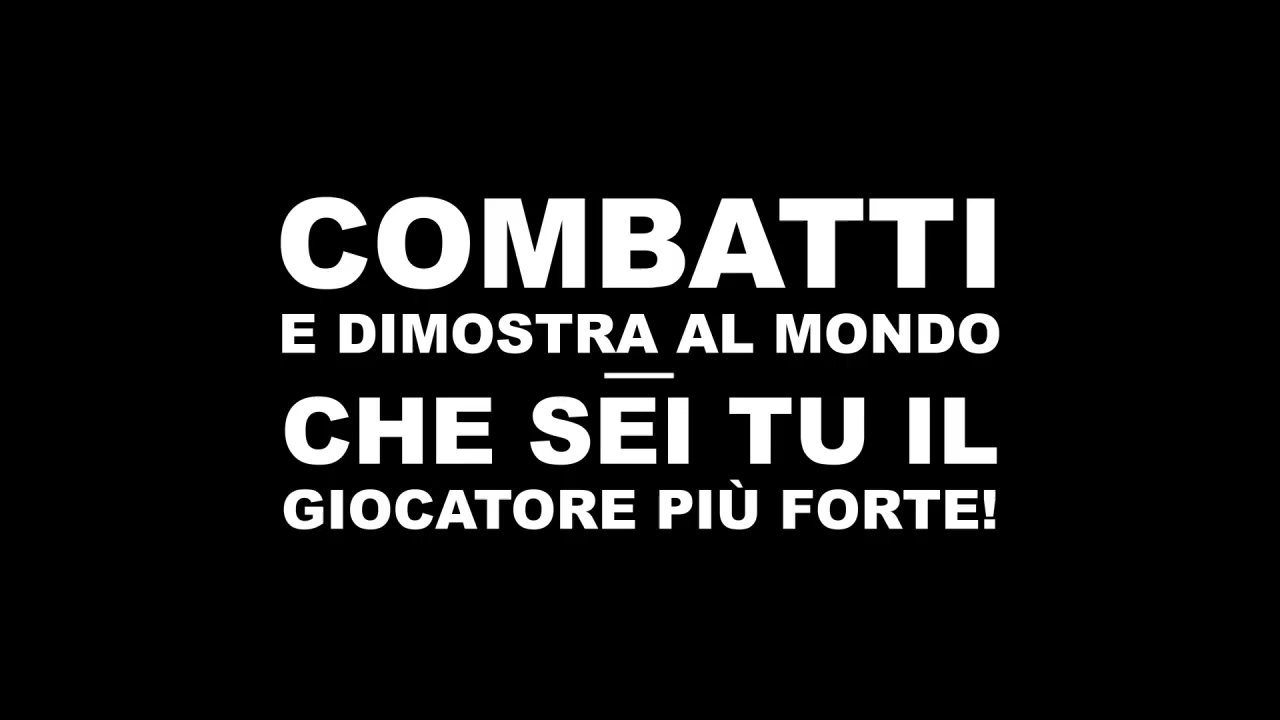 COMBATTI
E DIMOSTRA AL MONDO
CHE SEI TU IL
GIOCATORE PIÙ FORTE!